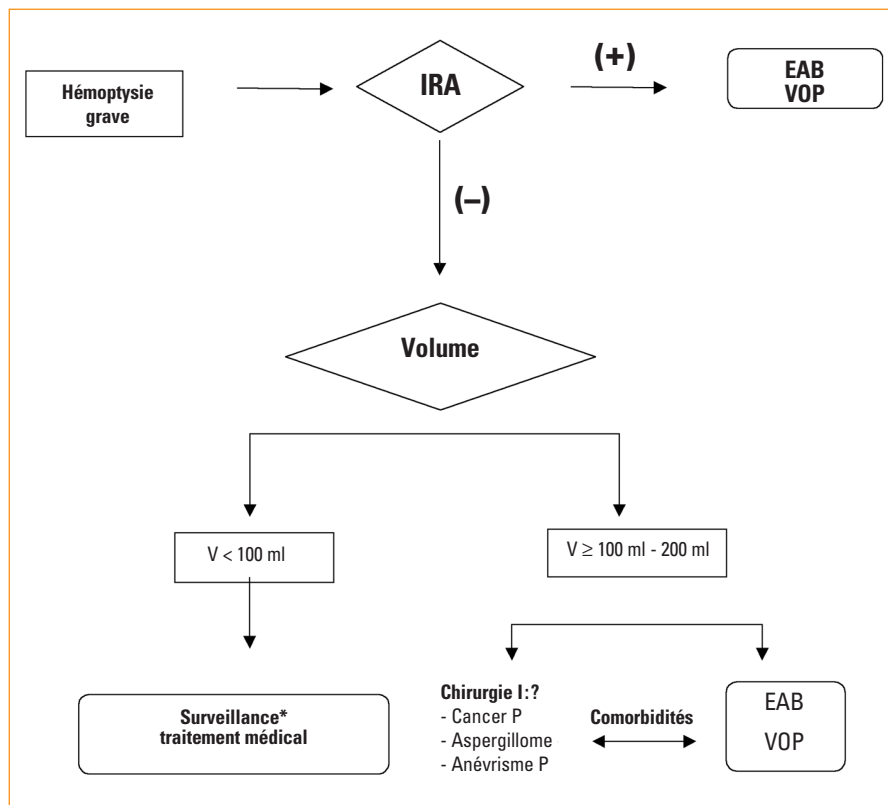 Hémoptysie
grave
IRA
(+)
EAB
VOP
(–)
Volume
V < 100 ml
V ≥ 100 ml - 200 ml
Surveillance*
traitement médical
Chirurgie I:?
- Cancer P
- Aspergillome
- Anévrisme P
Comorbidités
EAB
VOP